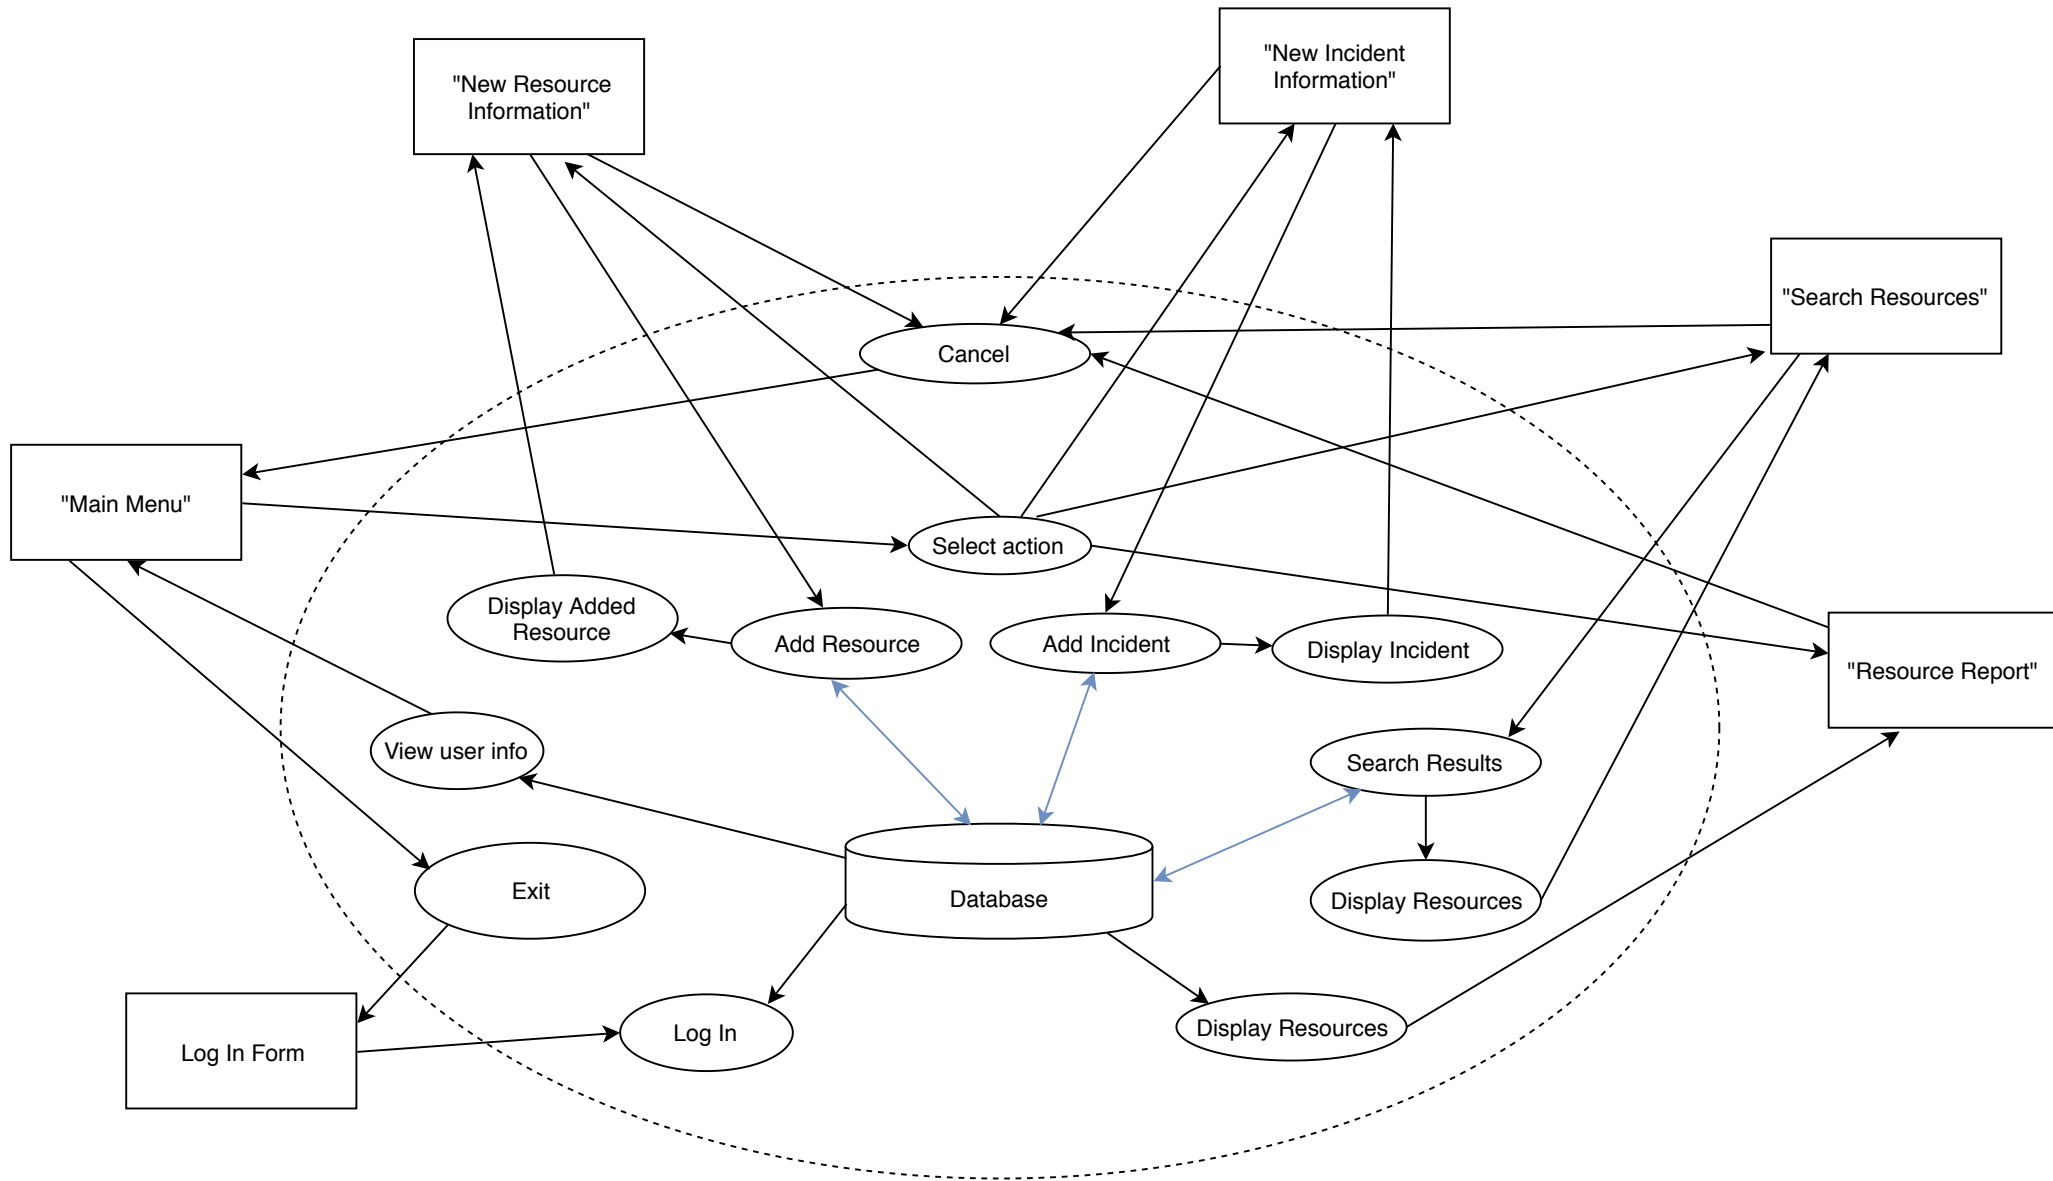 "New Incident
Information"
"New Resource
Information"
"Search Resources"
Cancel
"Main Menu"
Select action
Display Added
Resource
Add Resource
Add Incident
Display Incident
"Resource Report"
View user info
Search Results
Exit
Database
Display Resources
Log In Form
Log In
Display Resources